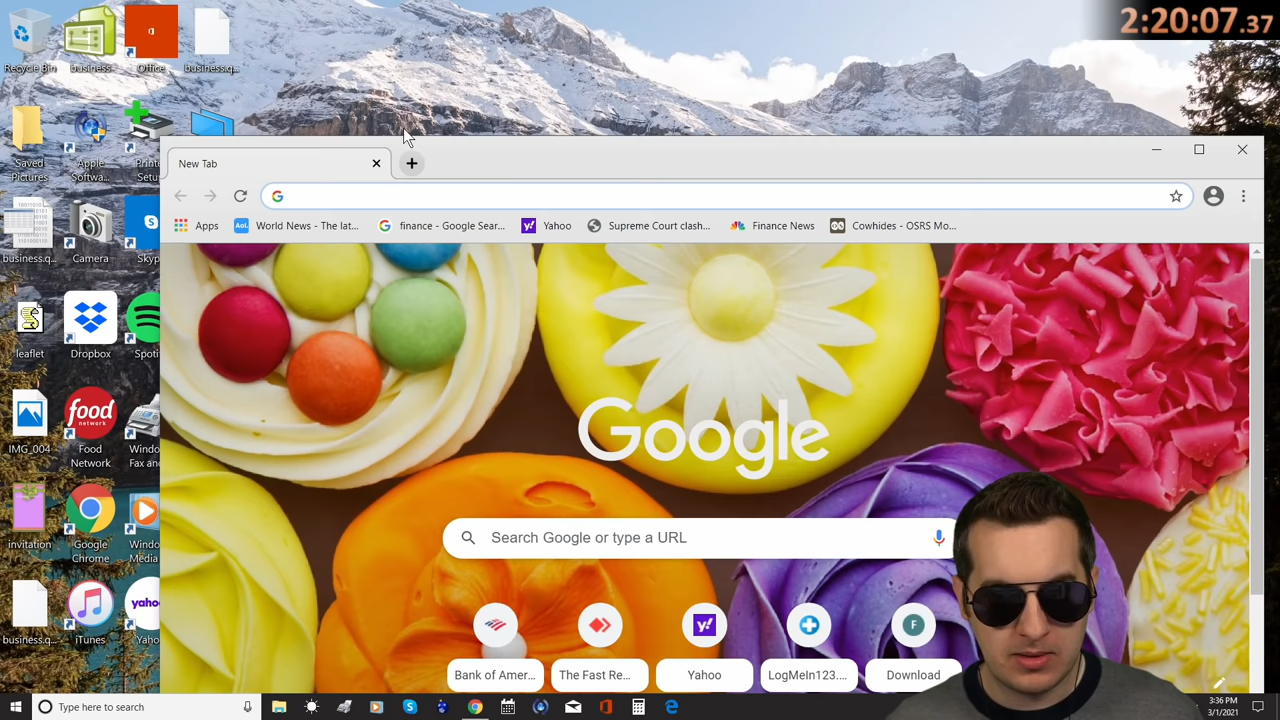 2:20:07.37
Recycle Bin
business
Office
business.q...
Saved
Pictures
Apple
Softwa...
Printe
Setu
business.q...
Camera
Skyp
leaflet
Dropbox
Spoti
IMG_004
food
network
Food
Network
Windo
Fax and
invitation
Google
Chrome
Windo
Media
business.q...
iTunes
yahoo
Yaho
New Tab
G
Apps
Aol.
World News - The lat...
G
finance - Google Sear...
y!
Yahoo
Supreme Court clash...
Finance News
Cowhides - OSRS Mo...
Google
Search Google or type a URL
y!
F
Bank of Amer...
The Fast Re...
Yahoo
LogMeIn123....
Download
Type here to search
3:36 PM
3/1/2021